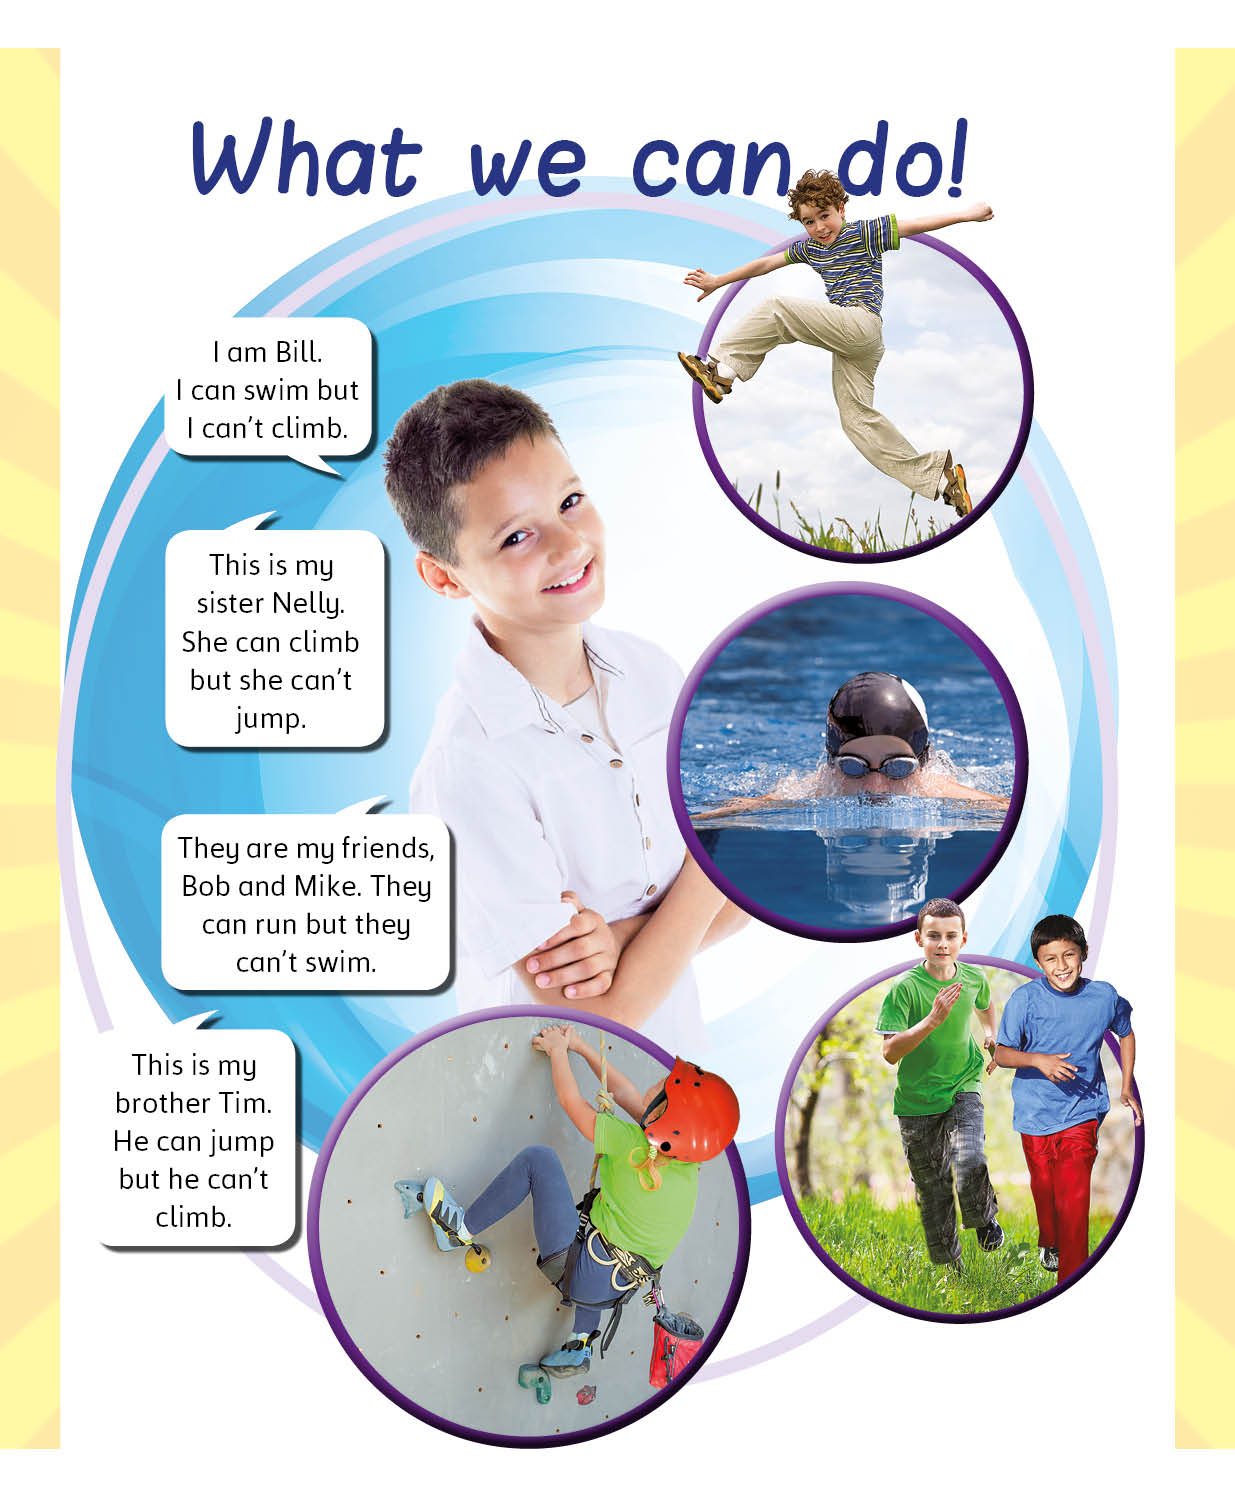 What we can do!
I am Bill.
I can swim but
I can't climb.
This is my
sister Nelly.
She can climb
but she can't
jump.
They are my friends,
Bob and Mike. They
can run but they
can't swim.
This is my
brother Tim.
He can jump
but he can't
climb.